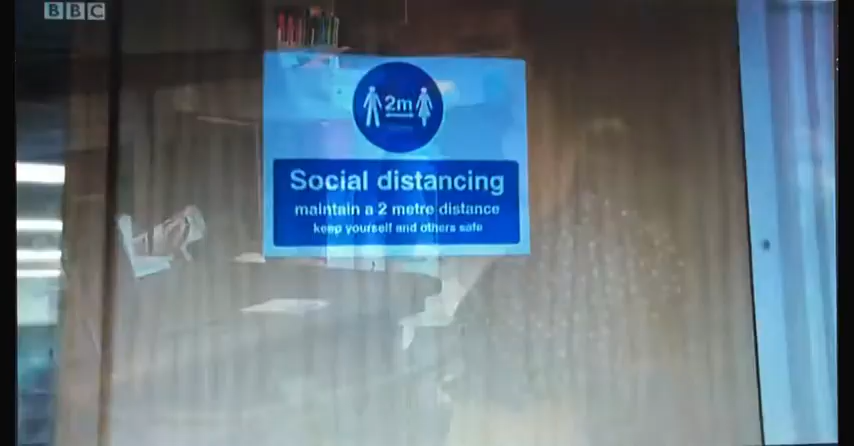 BBC
2m
Social distancing
maintain a 2 metre distance
keep yourself and others safe